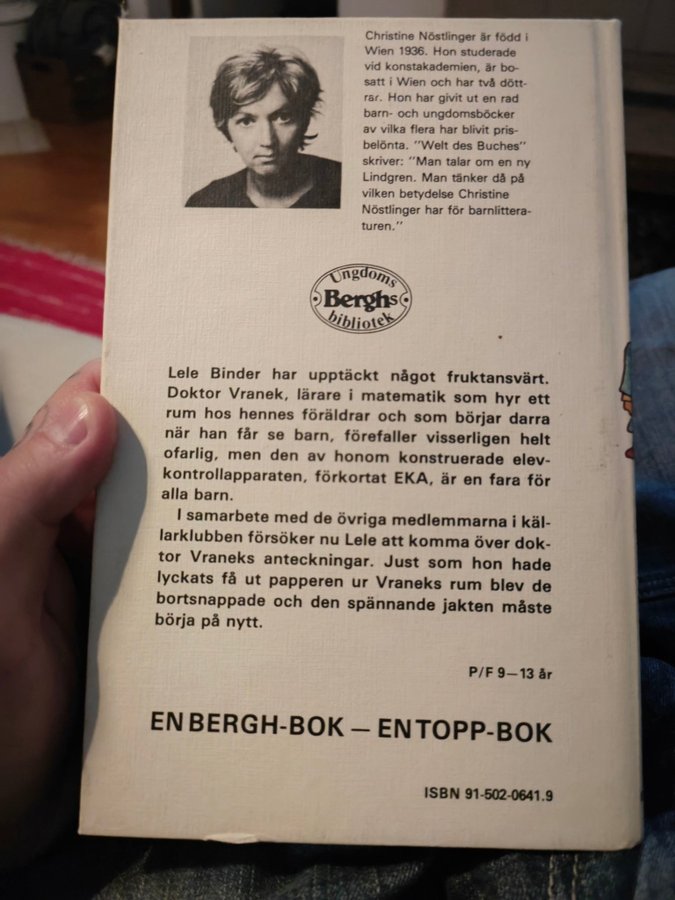 Christine Nöstlinger är född i
Wien 1936. Hon studerade
vid konstakademien, är bo-
satt i Wien och har två dött-
rar. Hon har givit ut en rad
barn- och ungdomsböcker
av vilka flera har blivit pris-
belönta. "Welt des Buches"
skriver: "Man talar om en ny
Lindgren. Man tänker då på
vilken betydelse Christine
Nöstlinger har för barnlittera-
turen."
Ungdoms
Berghs
bibliotek
Lele Binder har upptäckt något fruktansvärt.
Doktor Vranek, lärare i matematik som hyr ett
rum hos hennes föräldrar och som börjar darra
när han får se barn, förefaller visserligen helt
ofarlig, men den av honom konstruerade elev-
kontrollapparaten, förkortat EKA, är en fara för
alla barn.
I samarbete med de övriga medlemmarna i käl-
larklubben försöker nu Lele att komma över dok-
tor Vraneks anteckningar. Just som hon hade
lyckats få ut papperen ur Vraneks rum blev de
bortsnappade och den spännande jakten måste
börja på nytt.
P/F 9–13 år
EN BERGH-BOK – EN TOPP-BOK
ISBN 91-502-0641.9